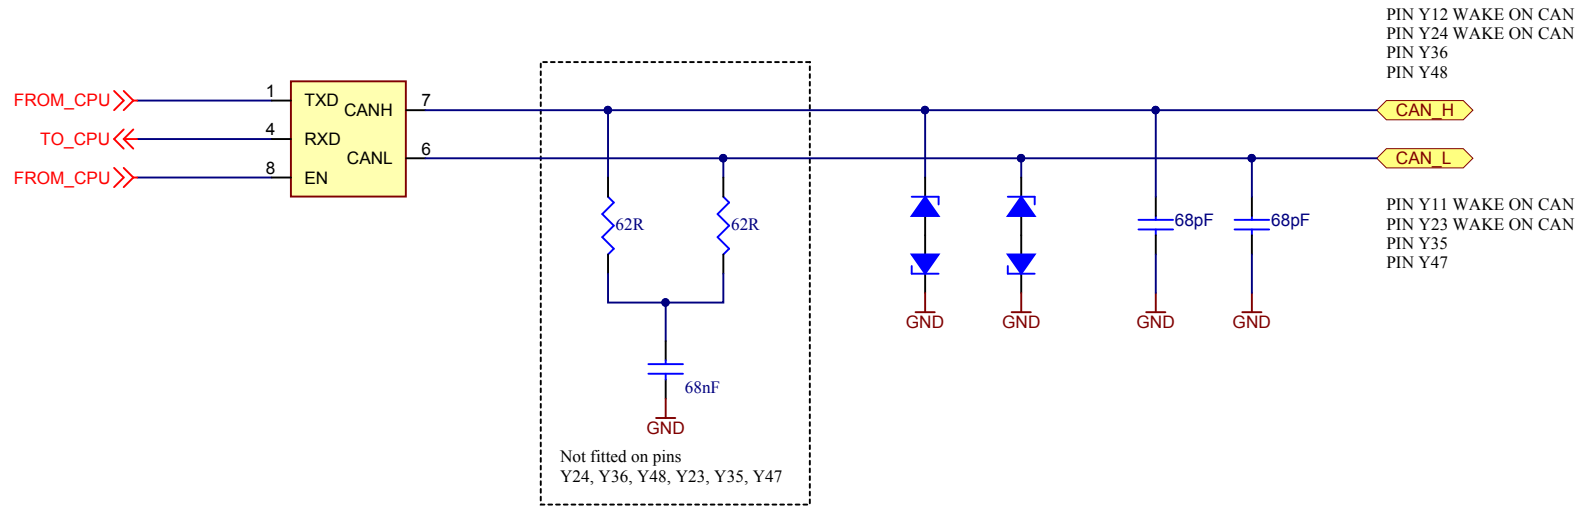 PIN Y12 WAKE ON CAN
PIN Y24 WAKE ON CAN
PIN Y36
PIN Y48
FROM_CPU
1
TXD
CANH
7
CAN_H
TO_CPU
4
RXD
CANL
6
CAN_L
FROM_CPU
8
EN
PIN Y11 WAKE ON CAN
PIN Y23 WAKE ON CAN
PIN Y35
PIN Y47
62R
62R
68pF
68pF
GND
GND
GND
GND
68nF
GND
Not fitted on pins
Y24, Y36, Y48, Y23, Y35, Y47